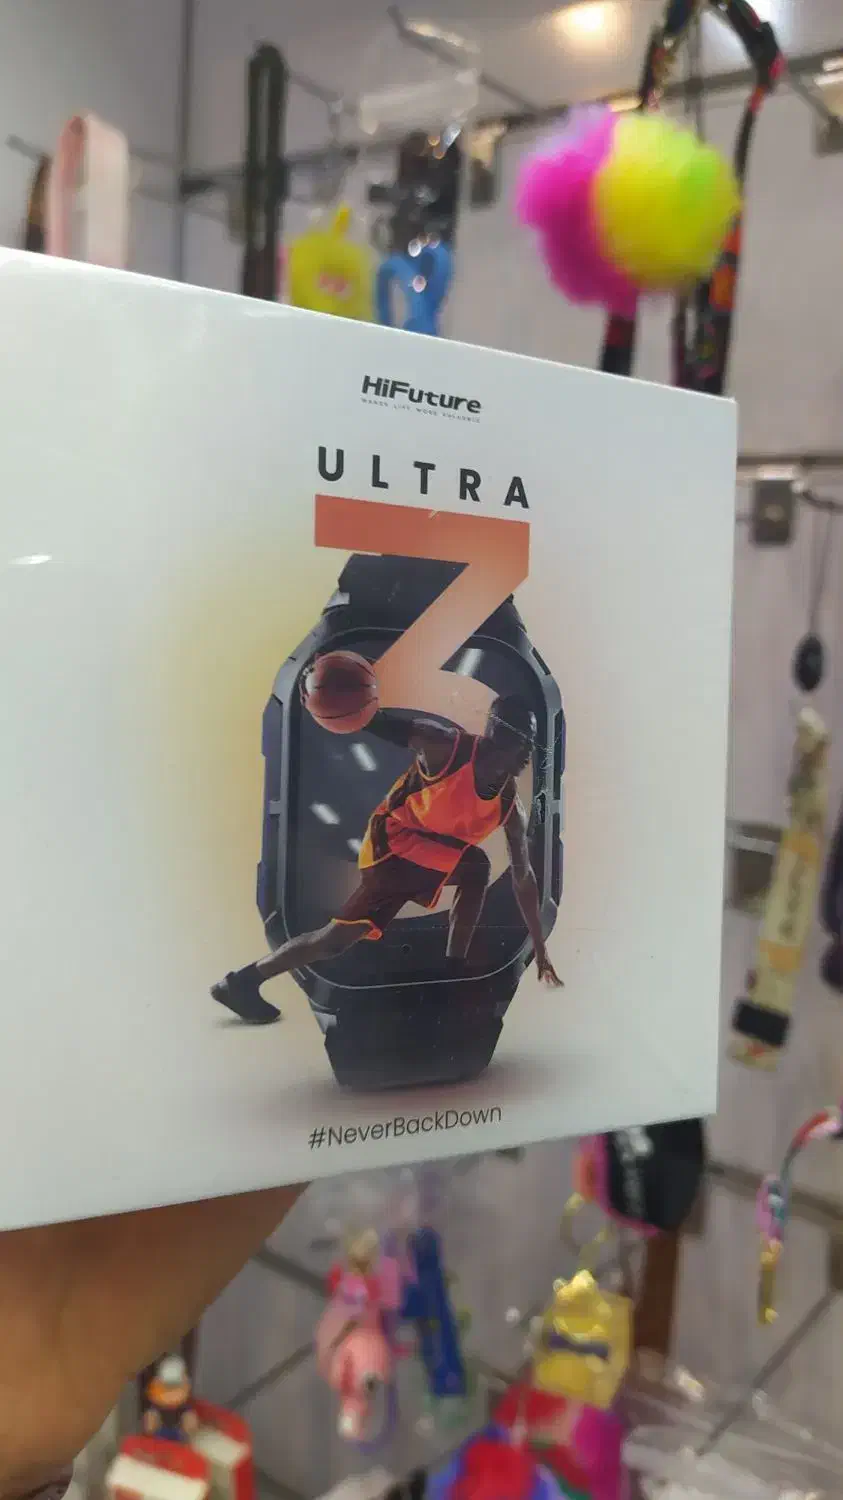 HiFuture
ULTRA
3
#NeverBackDown